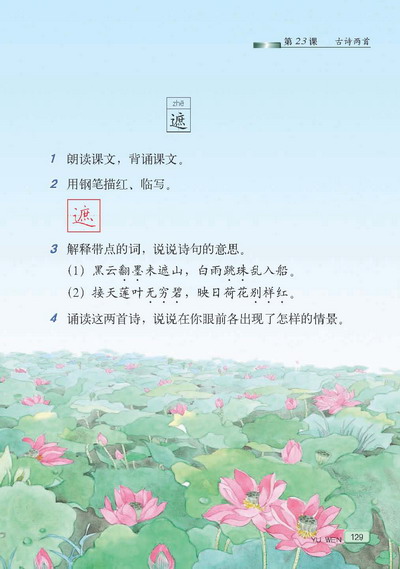 第23课 古诗两首
zhē
遮
1 朗读课文，背诵课文。
2 用钢笔描红、临写。
遮
3 解释带点的词，说说诗句的意思。
（1）黑云翻墨未遮山，白雨跳珠乱入船。
（2）接天莲叶无穷碧，映日荷花别样红。
4 诵读这两首诗，说说在你眼前各出现了怎样的情景。
YU WEN 129